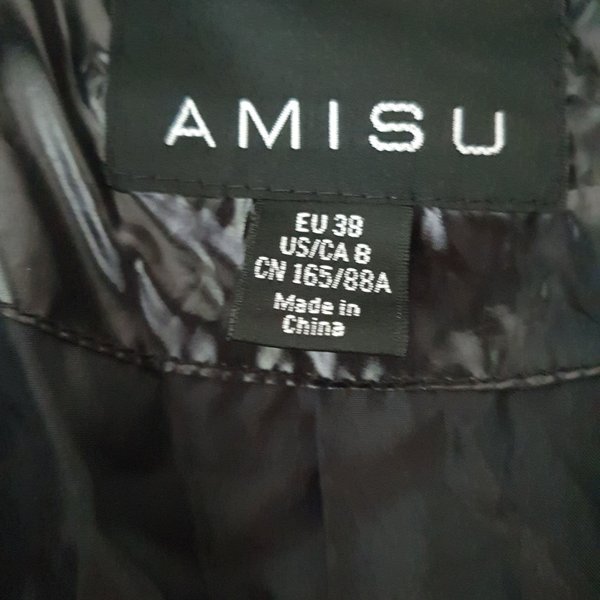 AMISU
EU 38
US/CA 8
CN 165/88A
Made in
China